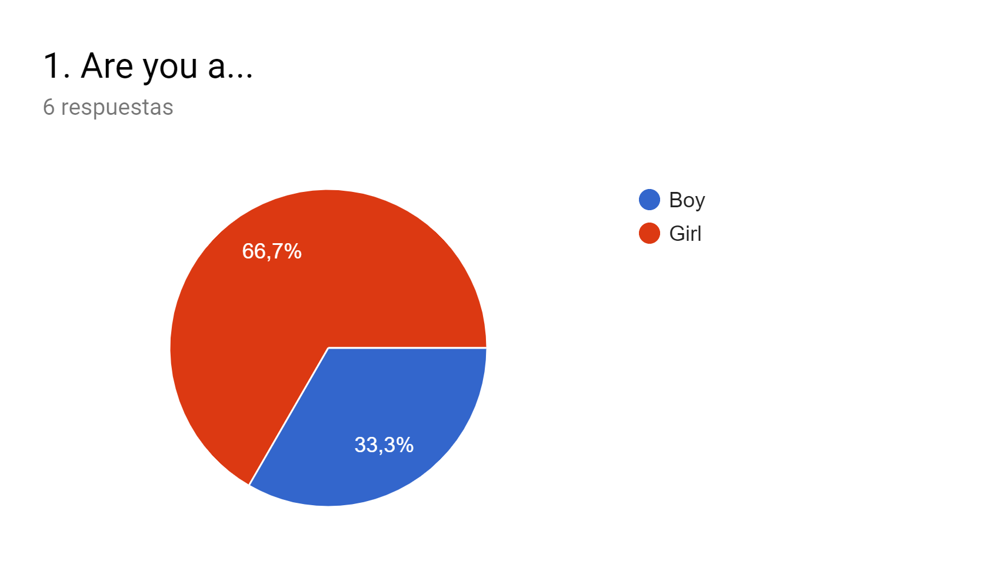 1. Are you a...
6 respuestas
Boy
Girl
66,7%
33,3%